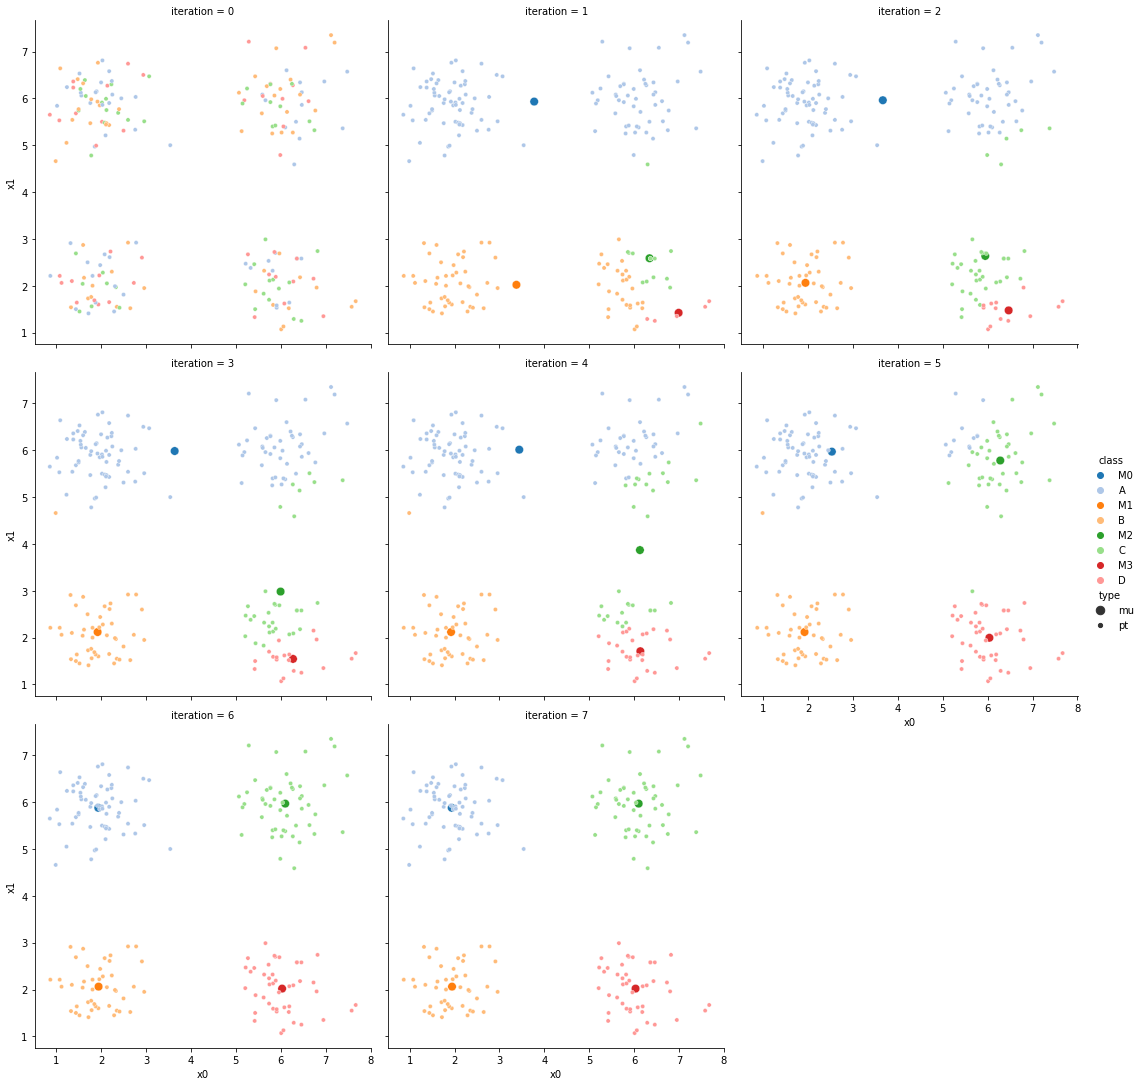 iteration = 0
iteration = 1
iteration = 2
7
6
5
4
3
2
1
x1
iteration = 3
iteration = 4
iteration = 5
7
6
5
4
3
2
1
x1
1 2 3 4 5 6 7 8
x0
class
M0
A
M1
B
M2
C
M3
D
type
mu
pt
iteration = 6
iteration = 7
7
6
5
4
3
2
1
x1
1 2 3 4 5 6 7 8
x0
1 2 3 4 5 6 7 8
x0